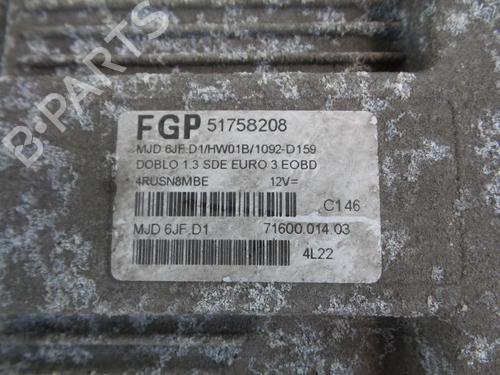 FGP 51758208
MJD 6JF.D1/HW01B/1092-D159
DOBLO 1.3 SDE EURO 3 EOBD
4RUSN8MBE 12V=
C146
MJD 6JF.D1 71600.014.03
4L22